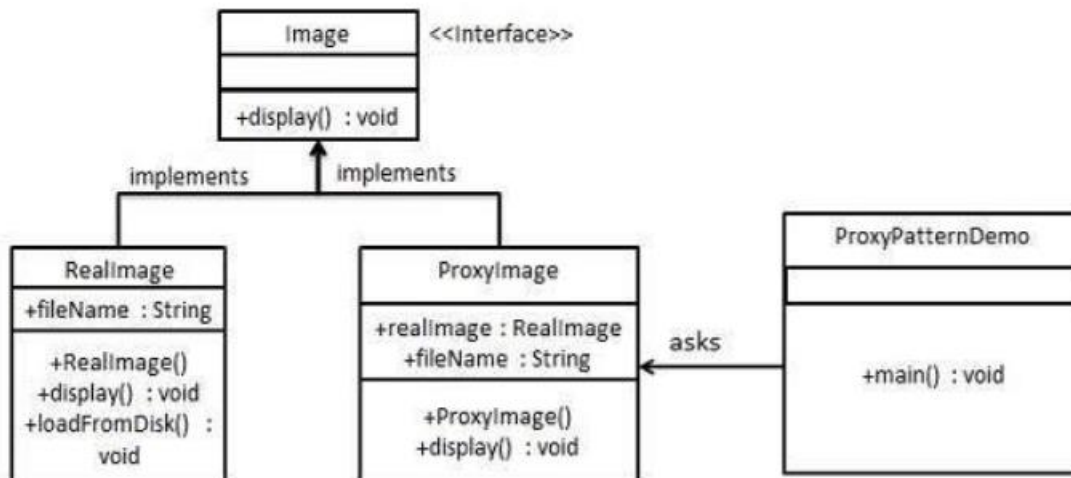 Image
<<Interface>>
+display() : void
implements
implements
RealImage
+fileName : String
+RealImage()
+display() : void
+loadFromDisk() :
void
ProxyImage
+realImage : RealImage
+fileName : String
+ProxyImage()
+display() : void
asks
ProxyPatternDemo
+main() : void